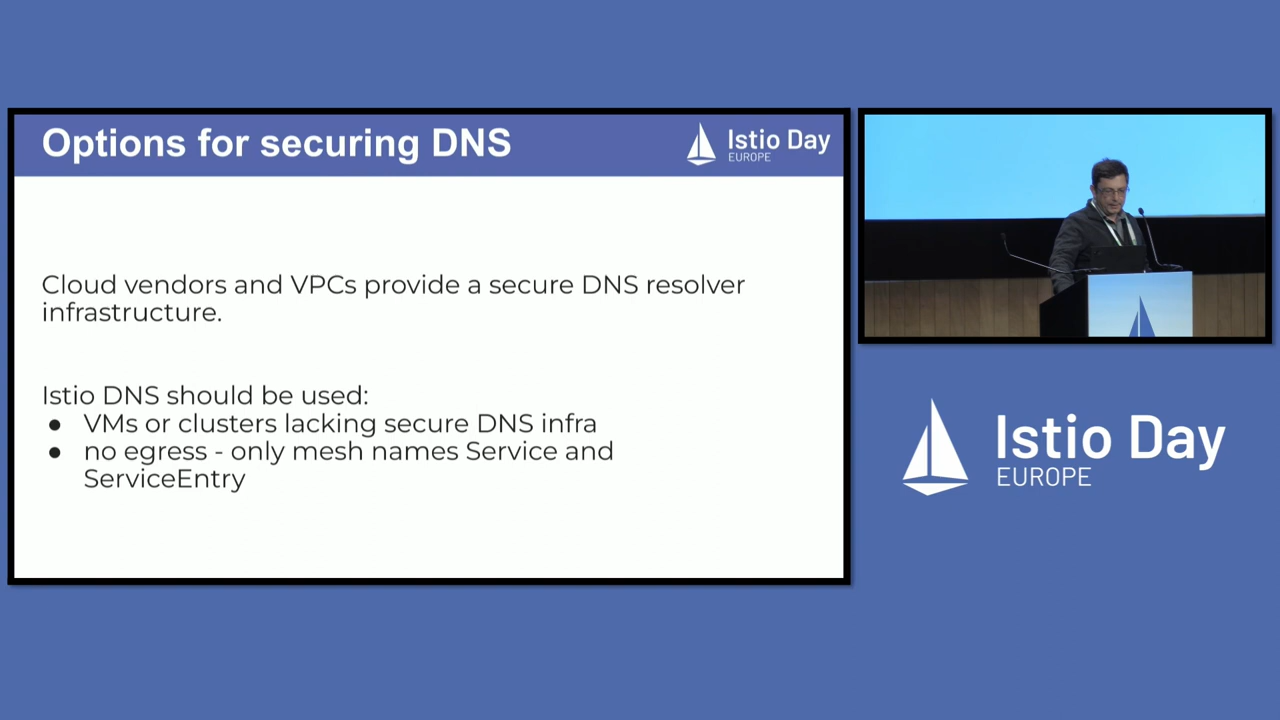 Options for securing DNS
Istio Day
EUROPE
Cloud vendors and VPCs provide a secure DNS resolver
infrastructure.
Istio DNS should be used:
● VMs or clusters lacking secure DNS infra
● no egress - only mesh names Service and
ServiceEntry
Istio Day
EUROPE